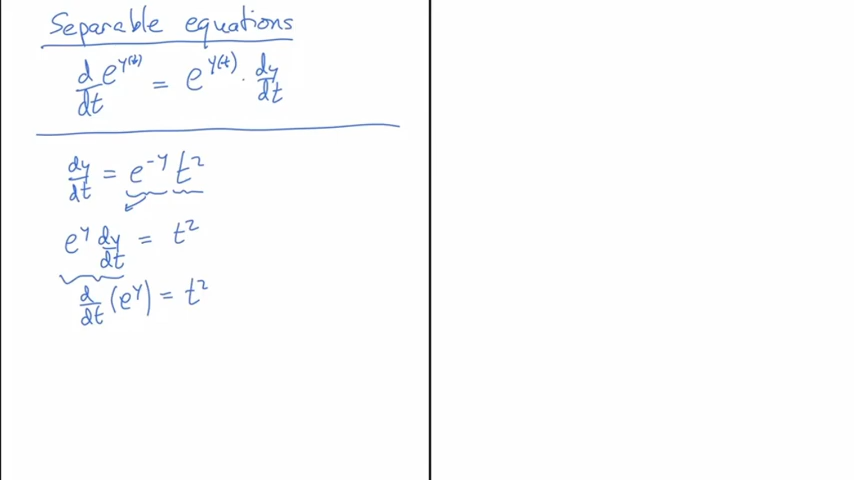 Separable equations
d/dt e^{y(t)} = e^{y(t)} · dy/dt
dy/dt = e^{-y} t^2
e^y dy/dt = t^2
d/dt (e^y) = t^2